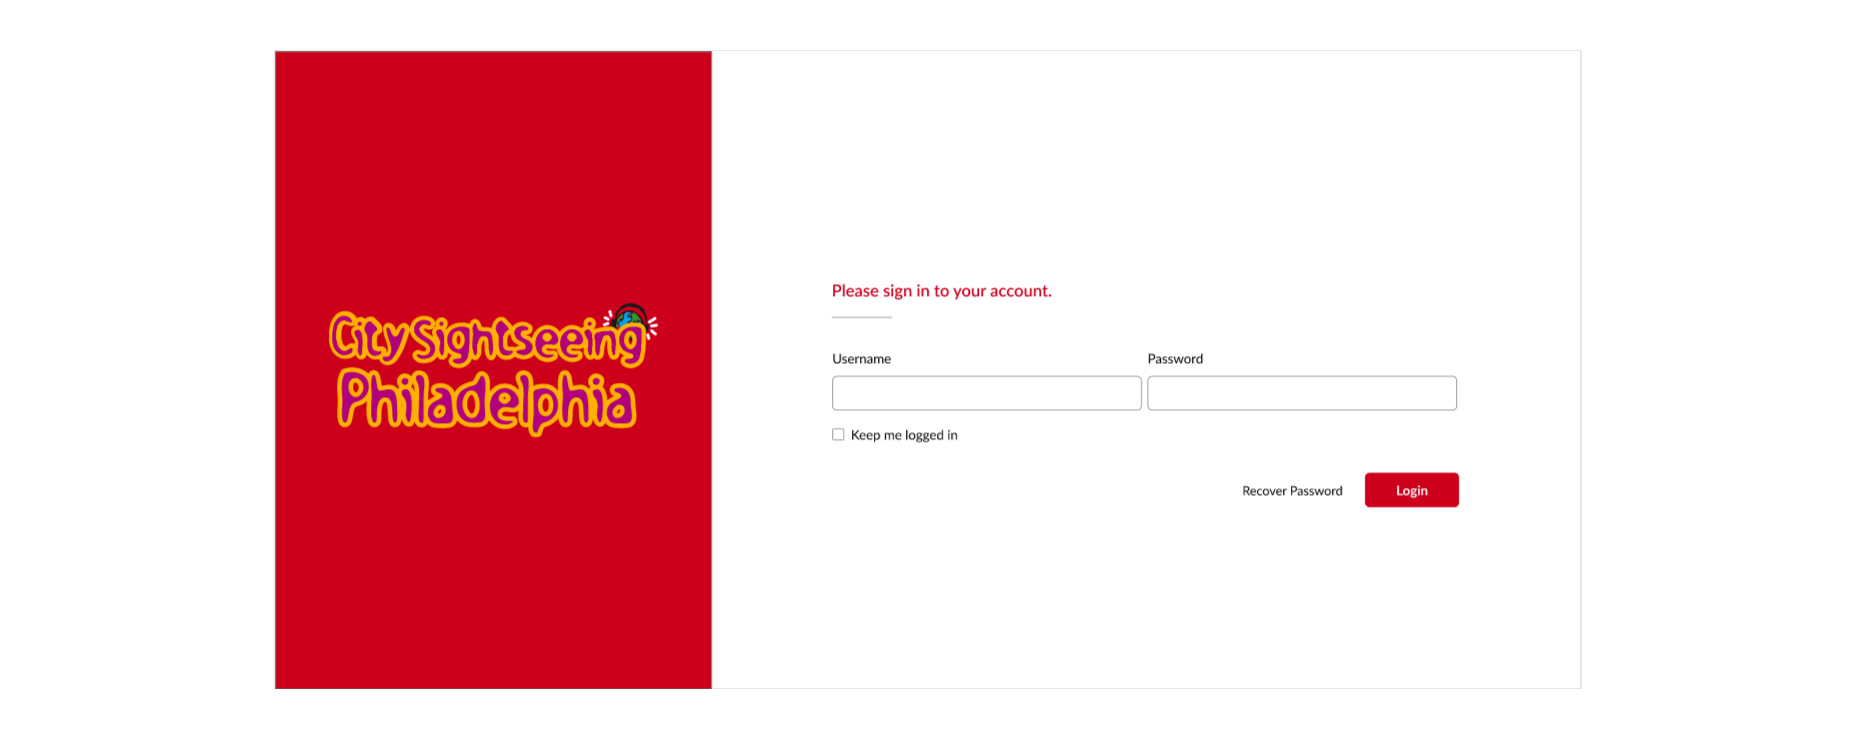 City Sightseeing
Philadelphia
Please sign in to your account.
Username
Password
Keep me logged in
Recover Password
Login